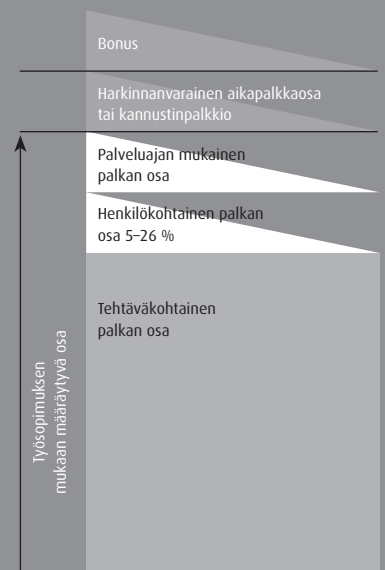 Bonus
Harkinnanvarainen aikapalkkaosa
tai kannustinpalkkio
Palveluajan mukainen
palkan osa
Henkilökohtainen palkan
osa 5–26 %
Tehtäväkohtainen
palkan osa
Työsopimuksen
mukaan määräytyvä osa